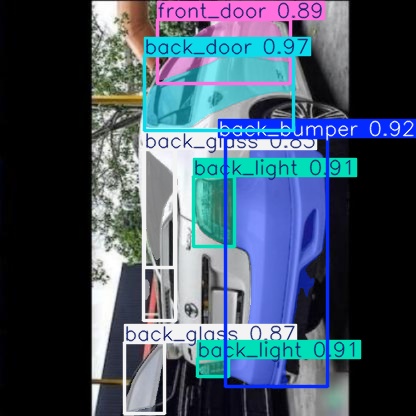 front_door 0.89
back_door 0.97
back_bumper 0.92
back_glass 0.85
back_light 0.91
back_glass 0.87
back_light 0.91